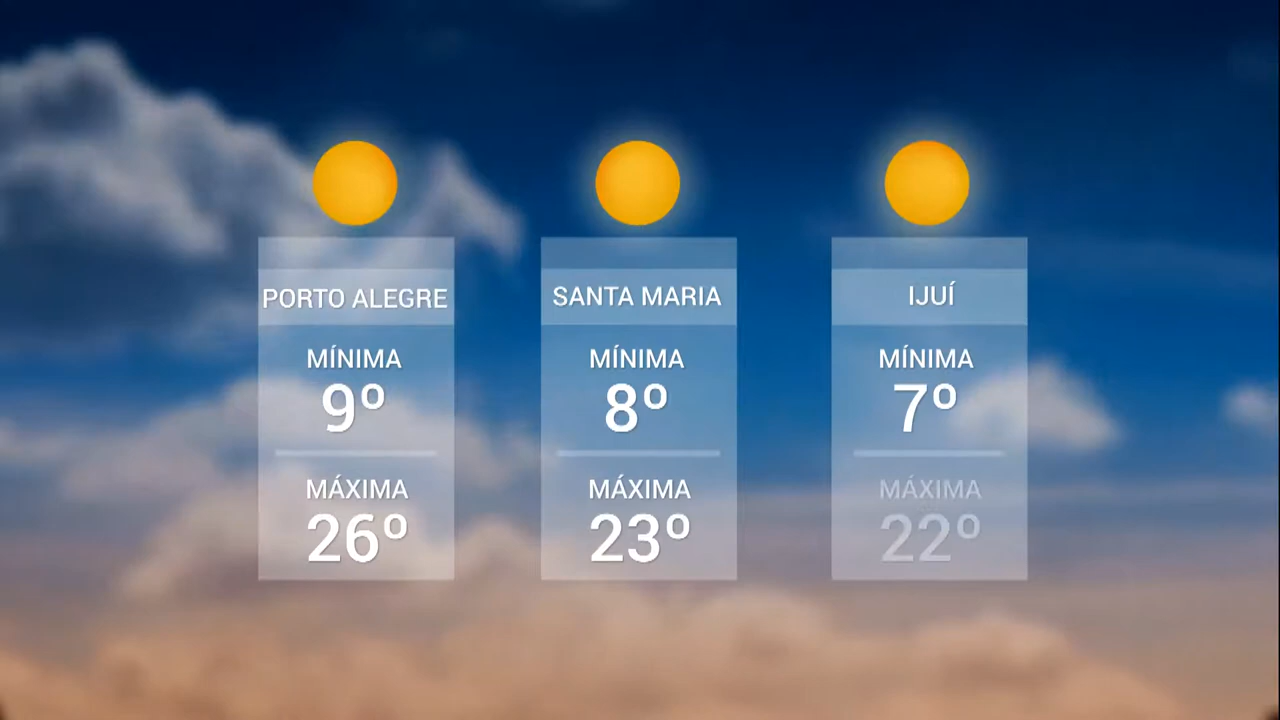 PORTO ALEGRE
MÍNIMA
9º
MÁXIMA
26º
SANTA MARIA
MÍNIMA
8º
MÁXIMA
23º
IJUÍ
MÍNIMA
7º
MÁXIMA
22º